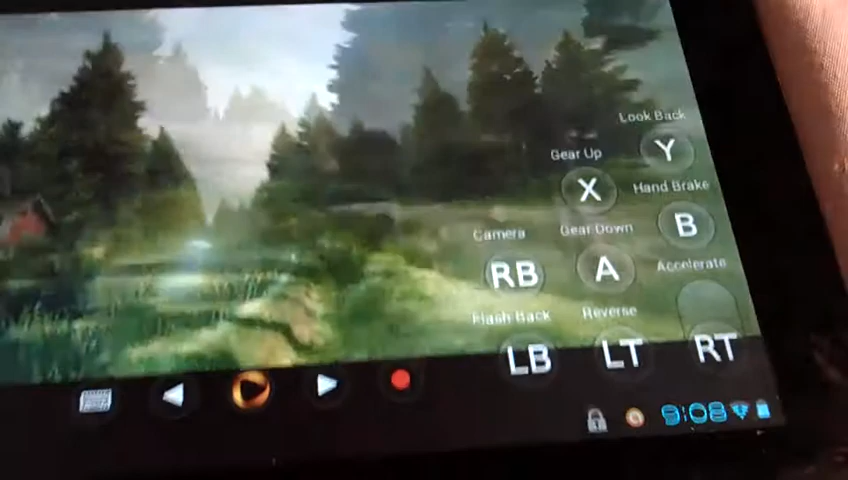 Look Back
Y
Gear Up
X
Hand Brake
B
Camera
RB
Gear Down
A
Accelerate
RT
Flash Back
LB
Reverse
LT
9:08